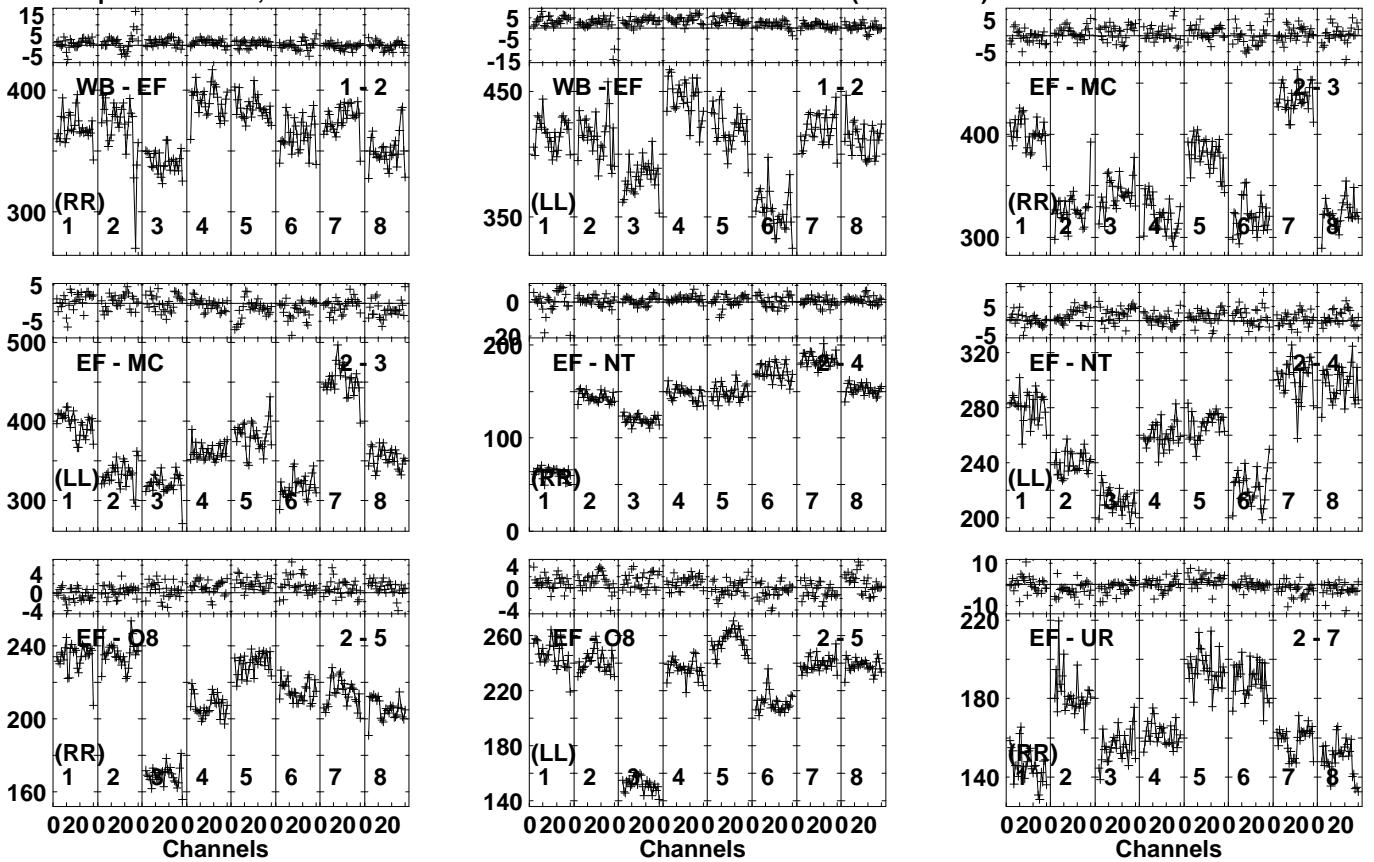 15
5
-5
400
300
WB - EF 1 - 2
(RR)
1 2 3 4 5 6 7 8
5
-5
-15
450
350
WB - EF 1 - 2
(LL)
1 2 3 4 5 6 7 8
5
-5
400
300
EF - MC 2 - 3
(RR)
1 2 3 4 5 6 7 8
5
-5
500
400
300
EF - MC 2 - 3
(LL)
1 2 3 4 5 6 7 8
0
20
200
100
0
EF - NT 2 - 4
(RR)
1 2 3 4 5 6 7 8
5
-5
320
280
240
200
EF - NT 2 - 4
(LL)
1 2 3 4 5 6 7 8
4
0
-4
240
200
160
EF - O8 2 - 5
(RR)
1 2 3 4 5 6 7 8
0 20 0 20 0 20 0 20 0 20 0 20 0 20 0 20
Channels
4
0
-4
260
220
180
140
EF - O8 2 - 5
(LL)
1 2 3 4 5 6 7 8
0 20 0 20 0 20 0 20 0 20 0 20 0 20 0 20
Channels
10
-10
220
180
140
EF - UR 2 - 7
(RR)
1 2 3 4 5 6 7 8
0 20 0 20 0 20 0 20 0 20 0 20 0 20 0 20
Channels